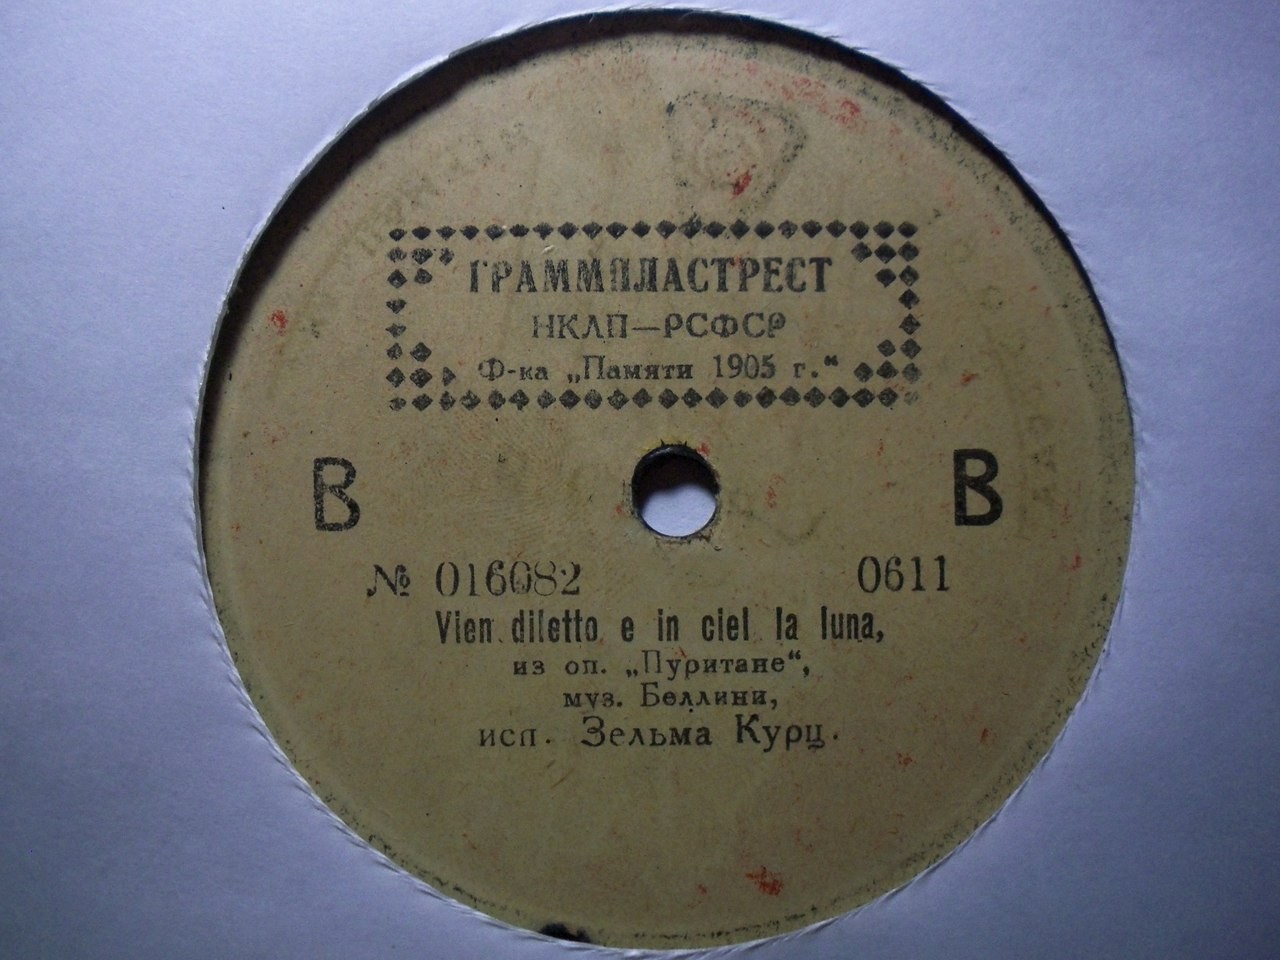 ГРАММПЛАСТРЕСТ
НКЛП—РСФСР
Ф-ка „Памяти 1905 г.“
В В
№ 016082 0611
Vien diletto e in ciel la luna,
из оп. „Пуритане“,
муз. Беллини,
исп. Зельма Курц.